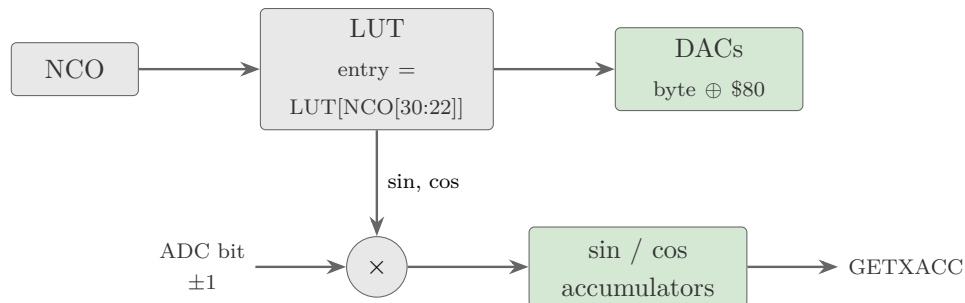 NCO
LUT
entry =
LUT[NCO[30:22]]
DACs
byte ⊕ $80
sin, cos
ADC bit
±1
×
sin / cos
accumulators
GETXACC